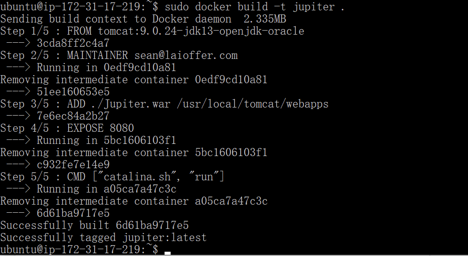 ubuntu@ip-172-31-17-219:~$ sudo docker build -t jupiter .
Sending build context to Docker daemon  2.335MB
Step 1/5 : FROM tomcat:9.0.24-jdk13-openjdk-oracle
 ---> 3cda8ff2c4a7
Step 2/5 : MAINTAINER sean@laioffer.com
 ---> Running in 0edf9cd10a81
Removing intermediate container 0edf9cd10a81
 ---> 51ee160653e5
Step 3/5 : ADD ./Jupiter.war /usr/local/tomcat/webapps
 ---> 7e6ec84a2b27
Step 4/5 : EXPOSE 8080
 ---> Running in 5bc1606103f1
Removing intermediate container 5bc1606103f1
 ---> c932fe7e14e9
Step 5/5 : CMD ["catalina.sh", "run"]
 ---> Running in a05ca7a47c3c
Removing intermediate container a05ca7a47c3c
 ---> 6d61ba9717e5
Successfully built 6d61ba9717e5
Successfully tagged jupiter:latest
ubuntu@ip-172-31-17-219:~$